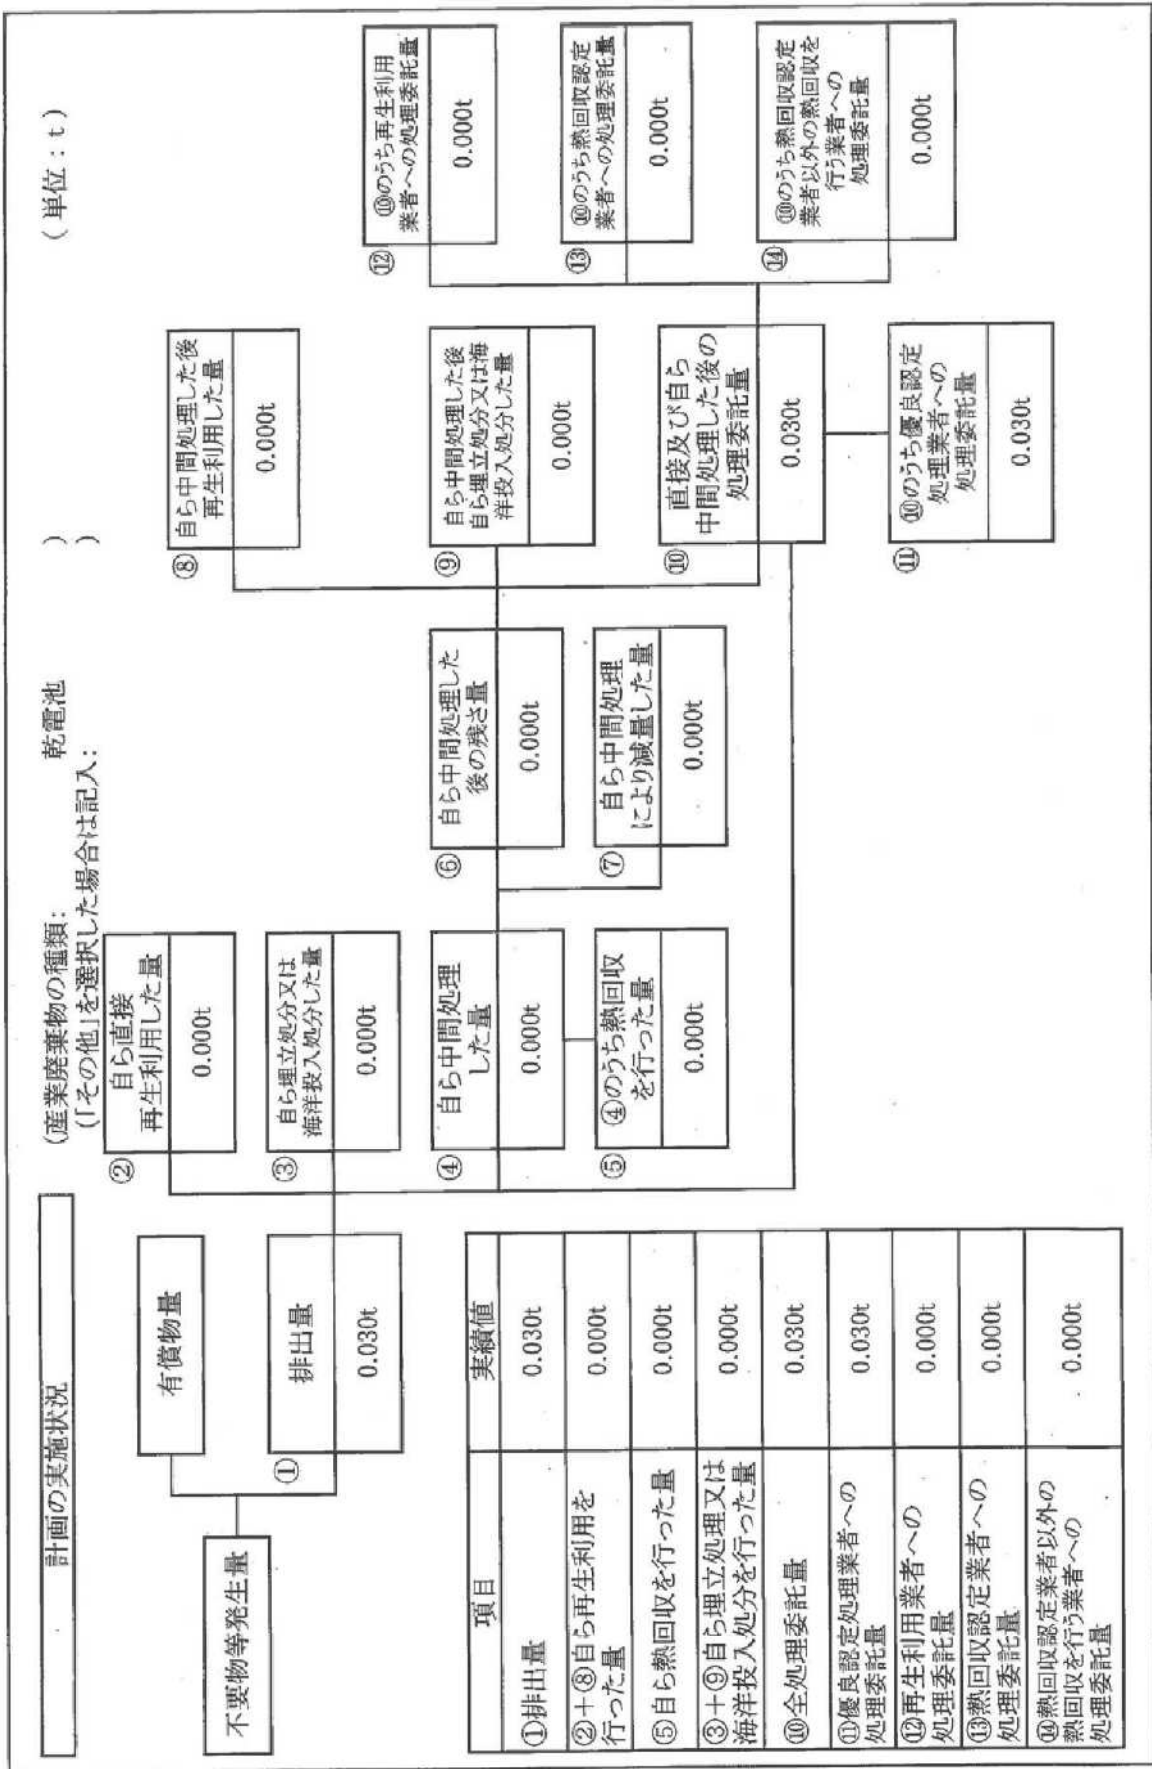 計画の実施状況
(産業廃棄物の種類: 乾電池 )
(「その他」を選択した場合は記入: )
(単位:t)
不要物等発生量
有償物量
①
排出量
0.030t
②
自ら直接
再生利用した量
0.000t
③
自ら埋立処分又は
海洋投入処分した量
0.000t
④
自ら中間処理
した量
0.000t
⑤
④のうち熱回収
を行った量
0.000t
⑥
自ら中間処理した
後の残さ量
0.000t
⑦
自ら中間処理
により減量した量
0.000t
⑧
自ら中間処理した後
再生利用した量
0.000t
⑨
自ら中間処理した後
自ら埋立処分又は海
洋投入処分した量
0.000t
⑩
直接及び自ら
中間処理した後の
処理委託量
0.030t
⑪
⑩のうち優良認定
処理業者への
処理委託量
0.030t
⑫
⑩のうち再生利用
業者への処理委託量
0.000t
⑬
⑩のうち熱回収認定
業者への処理委託量
0.000t
⑭
⑩のうち熱回収認定
業者以外の熱回収を
行う業者への
処理委託量
0.000t
項目 実績値
①排出量 0.030t
②+⑧自ら再生利用を
行った量 0.000t
⑤自ら熱回収を行った量 0.000t
③+⑨自ら埋立処理又は
海洋投入処分を行った量 0.000t
⑩全処理委託量 0.030t
⑪優良認定処理業者への
処理委託量 0.030t
⑫再生利用業者への
処理委託量 0.000t
⑬熱回収認定業者への
処理委託量 0.000t
⑭熱回収認定業者以外の
熱回収を行う業者への
処理委託量 0.000t